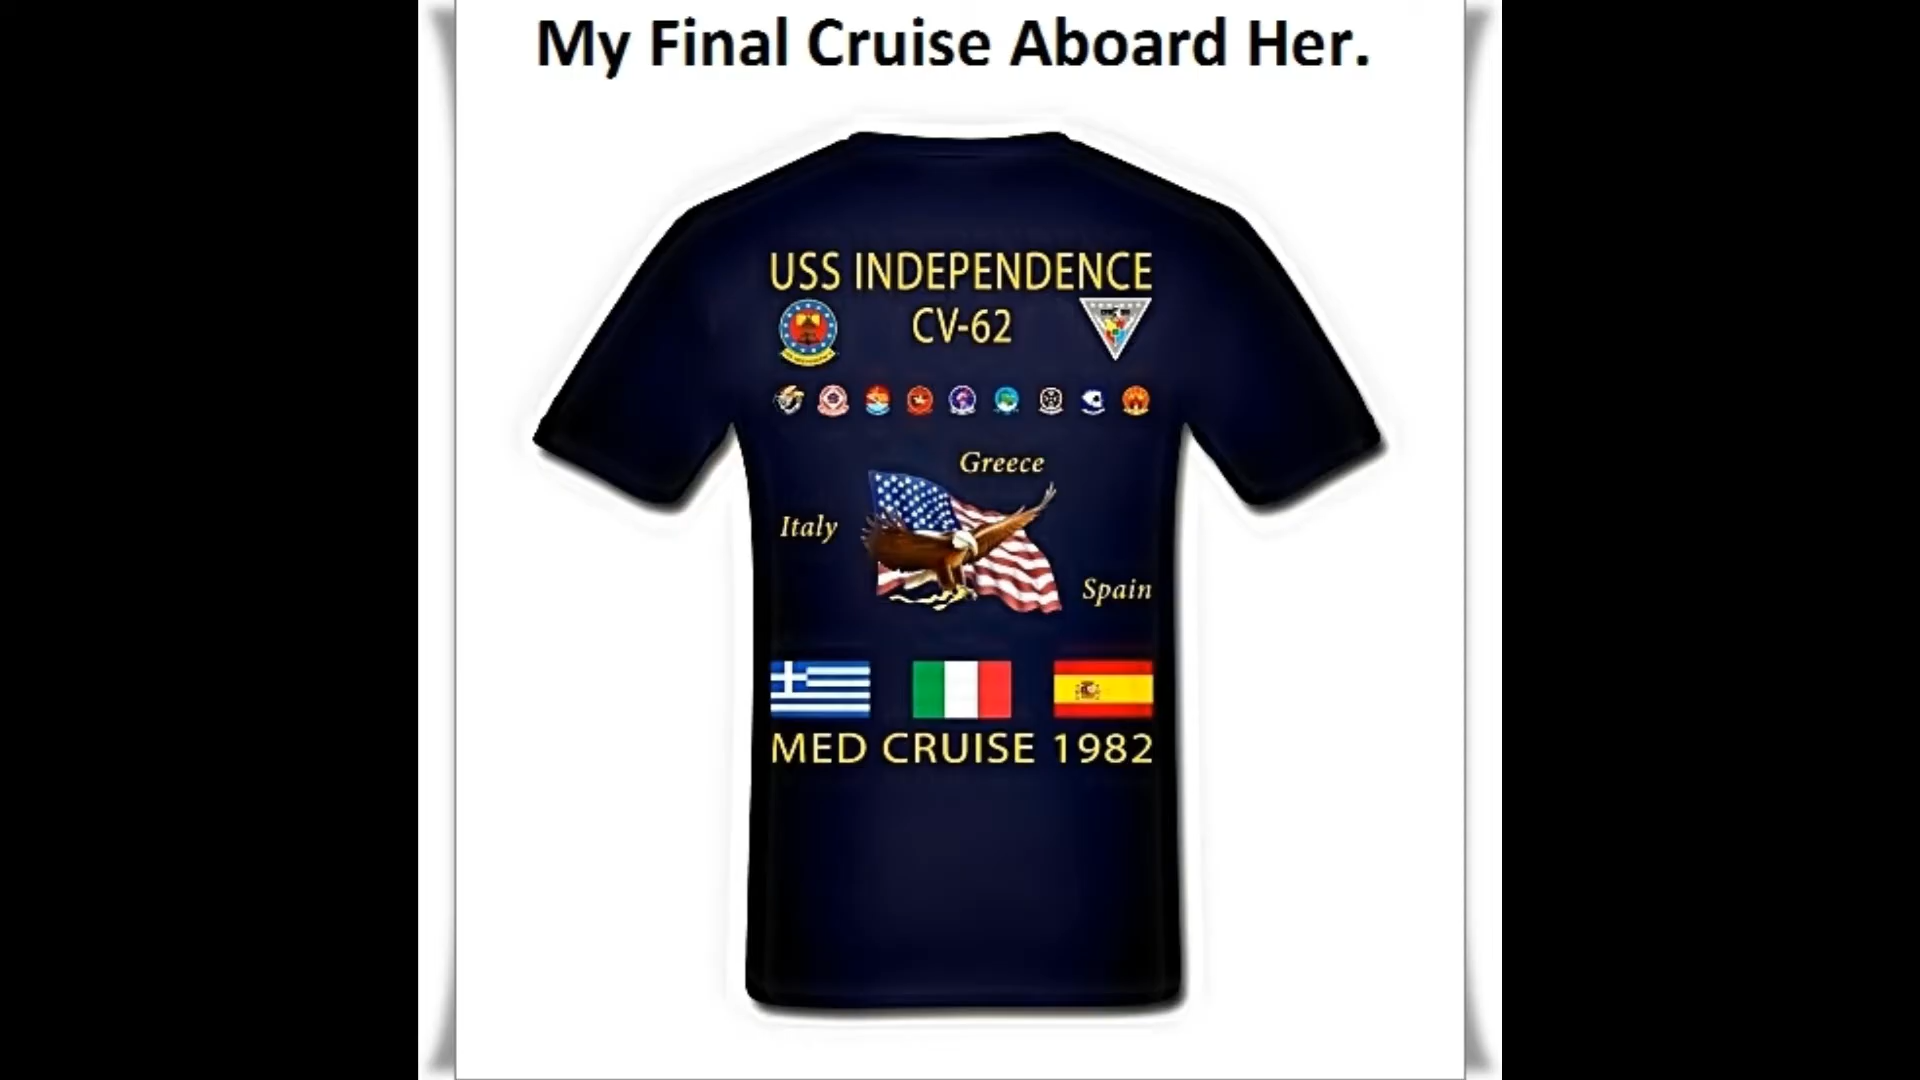 My Final Cruise Aboard Her.
USS INDEPENDENCE
CV-62
Greece
Italy
Spain
MED CRUISE 1982